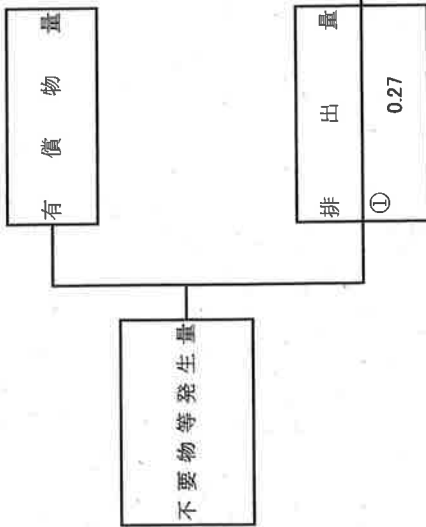 有償物量
不要物等発生量
排出量
①
0.27